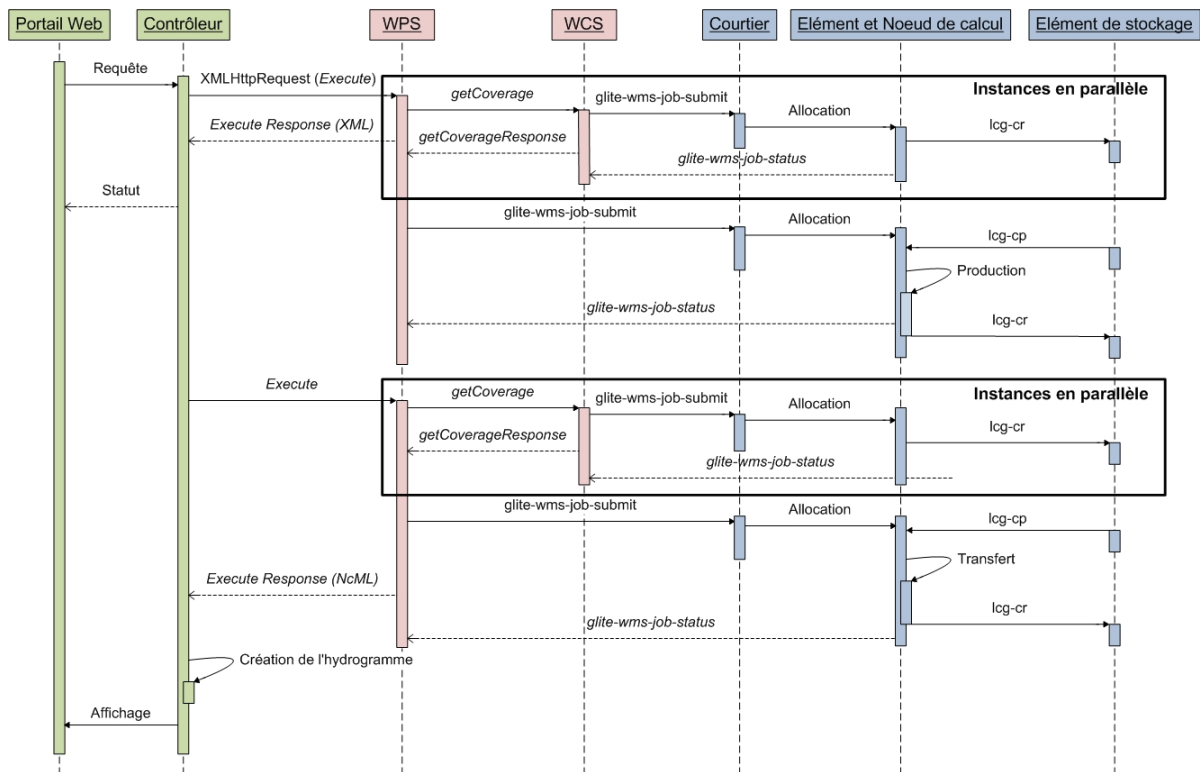 Portail Web
Contrôleur
WPS
WCS
Courtier
Elément et Noeud de calcul
Elément de stockage
Requête
XMLHttpRequest (Execute)
Instances en parallèle
getCoverage
glite-wms-job-submit
Allocation
lcg-cr
Execute Response (XML)
getCoverageResponse
glite-wms-job-status
Statut
glite-wms-job-submit
Allocation
lcg-cp
Production
glite-wms-job-status
lcg-cr
Execute
Instances en parallèle
getCoverage
glite-wms-job-submit
Allocation
lcg-cr
getCoverageResponse
glite-wms-job-status
glite-wms-job-submit
Allocation
lcg-cp
Transfert
Execute Response (NcML)
lcg-cr
glite-wms-job-status
Création de l'hydrogramme
Affichage